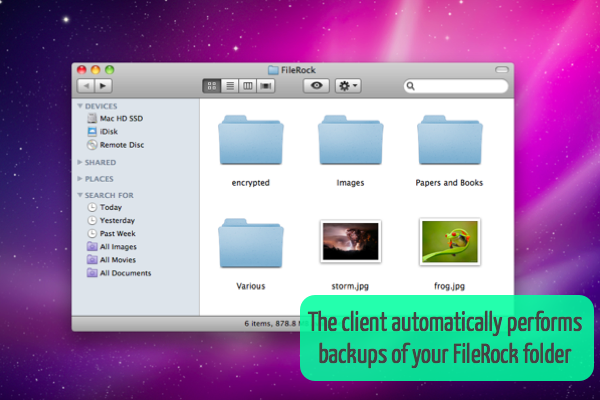 FileRock
DEVICES
Mac HD SSD
iDisk
Remote Disc
SHARED
PLACES
SEARCH FOR
Today
Yesterday
Past Week
All Images
All Movies
All Documents
encrypted
Images
Papers and Books
Various
storm.jpg
frog.jpg
6 items, 878.8
The client automatically performs
backups of your FileRock folder